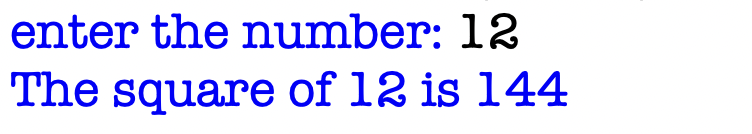 enter the number: 12
The square of 12 is 144